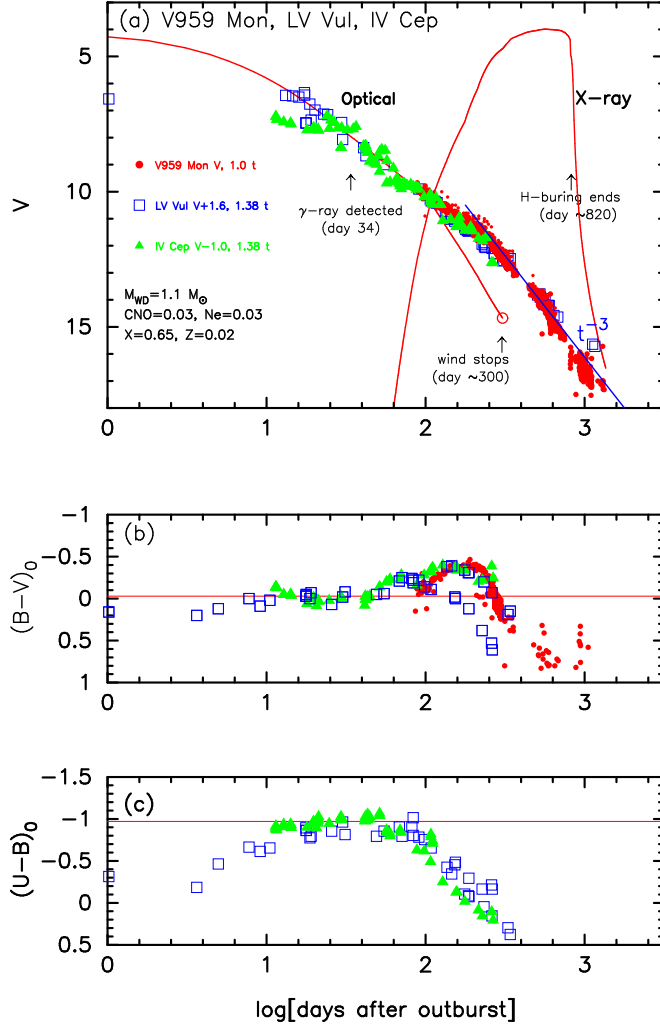 (a) V959 Mon, LV Vul, IV Cep
Optical
X-ray
V959 Mon V, 1.0 t
LV Vul V+1.6, 1.38 t
IV Cep V-1.0, 1.38 t
γ-ray detected
(day 34)
H-buring ends
(day ~820)
M_WD=1.1 M_⊙
CNO=0.03, Ne=0.03
X=0.65, Z=0.02
wind stops
(day ~300)
t^-3
V
5
10
15
0
1
2
3
(b)
(B-V)_0
-1
-0.5
0
0.5
1
0
1
2
3
(c)
(U-B)_0
-1.5
-1
-0.5
0
0.5
0
1
2
3
log[days after outburst]